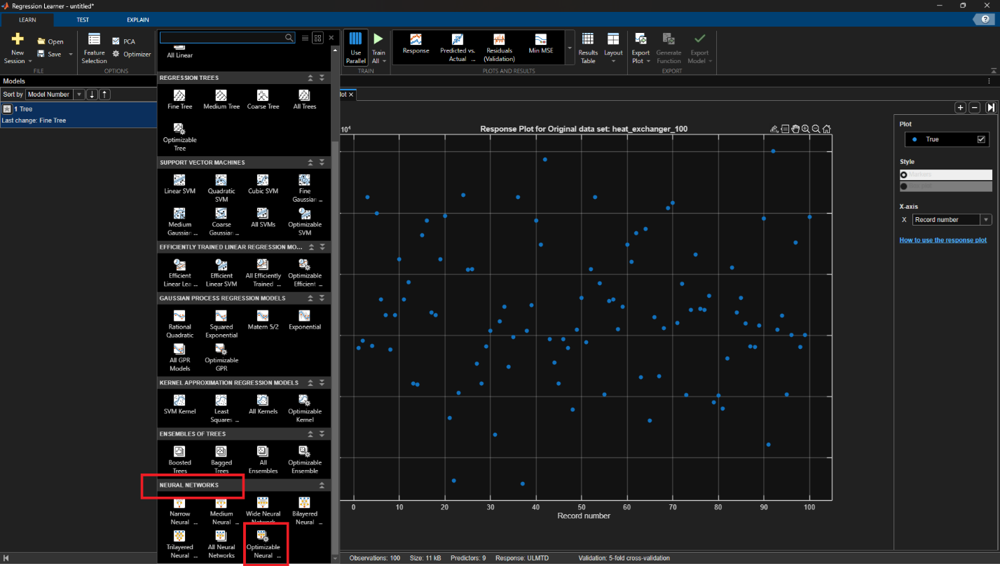 Regression Learner - untitled*
LEARN TEST EXPLAIN
New Session
Open
Save
FILE
Feature Selection
PCA
Optimizer
OPTIONS
All Linear
Use Parallel
Train All
TRAIN
Response
Predicted vs. Actual ...
Residuals (Validation)
Min MSE
PLOTS AND RESULTS
Results Table
Layout
Export Plot
Generate Function
Export Model
EXPORT
Models
Sort by Model Number
1 Tree
Last change: Fine Tree
REGRESSION TREES
Fine Tree Medium Tree Coarse Tree All Trees
Optimizable Tree
SUPPORT VECTOR MACHINES
Linear SVM Quadratic SVM Cubic SVM Fine Gaussian ...
Medium Gaussian ... Coarse Gaussian ... All SVMs Optimizable SVM
EFFICIENTLY TRAINED LINEAR REGRESSION MO...
Efficient Linear Lea ... Efficient Linear SVM All Efficiently Trained ... Optimizable Efficient ...
GAUSSIAN PROCESS REGRESSION MODELS
Rational Quadratic Squared Exponential Matern 5/2 Exponential
All GPR Models Optimizable GPR
KERNEL APPROXIMATION REGRESSION MODELS
SVM Kernel Least Squares ... All Kernels Optimizable Kernel
ENSEMBLES OF TREES
Boosted Trees Bagged Trees All Ensembles Optimizable Ensemble
NEURAL NETWORKS
Narrow Neural ... Medium Neural ... Wide Neural Network Bilayered Neural ...
Trilayered Neural ... All Neural Networks Optimizable Neural ...
lot
10⁴
Response Plot for Original data set: heat_exchanger_100
0 10 20 30 40 50 60 70 80 90 100
Record number
Plot
True
Style
Markers
X-axis
X Record number
How to use the response plot
Observations: 100 Size: 11 kB Predictors: 9 Response: ULMTD Validation: 5-fold cross-validation